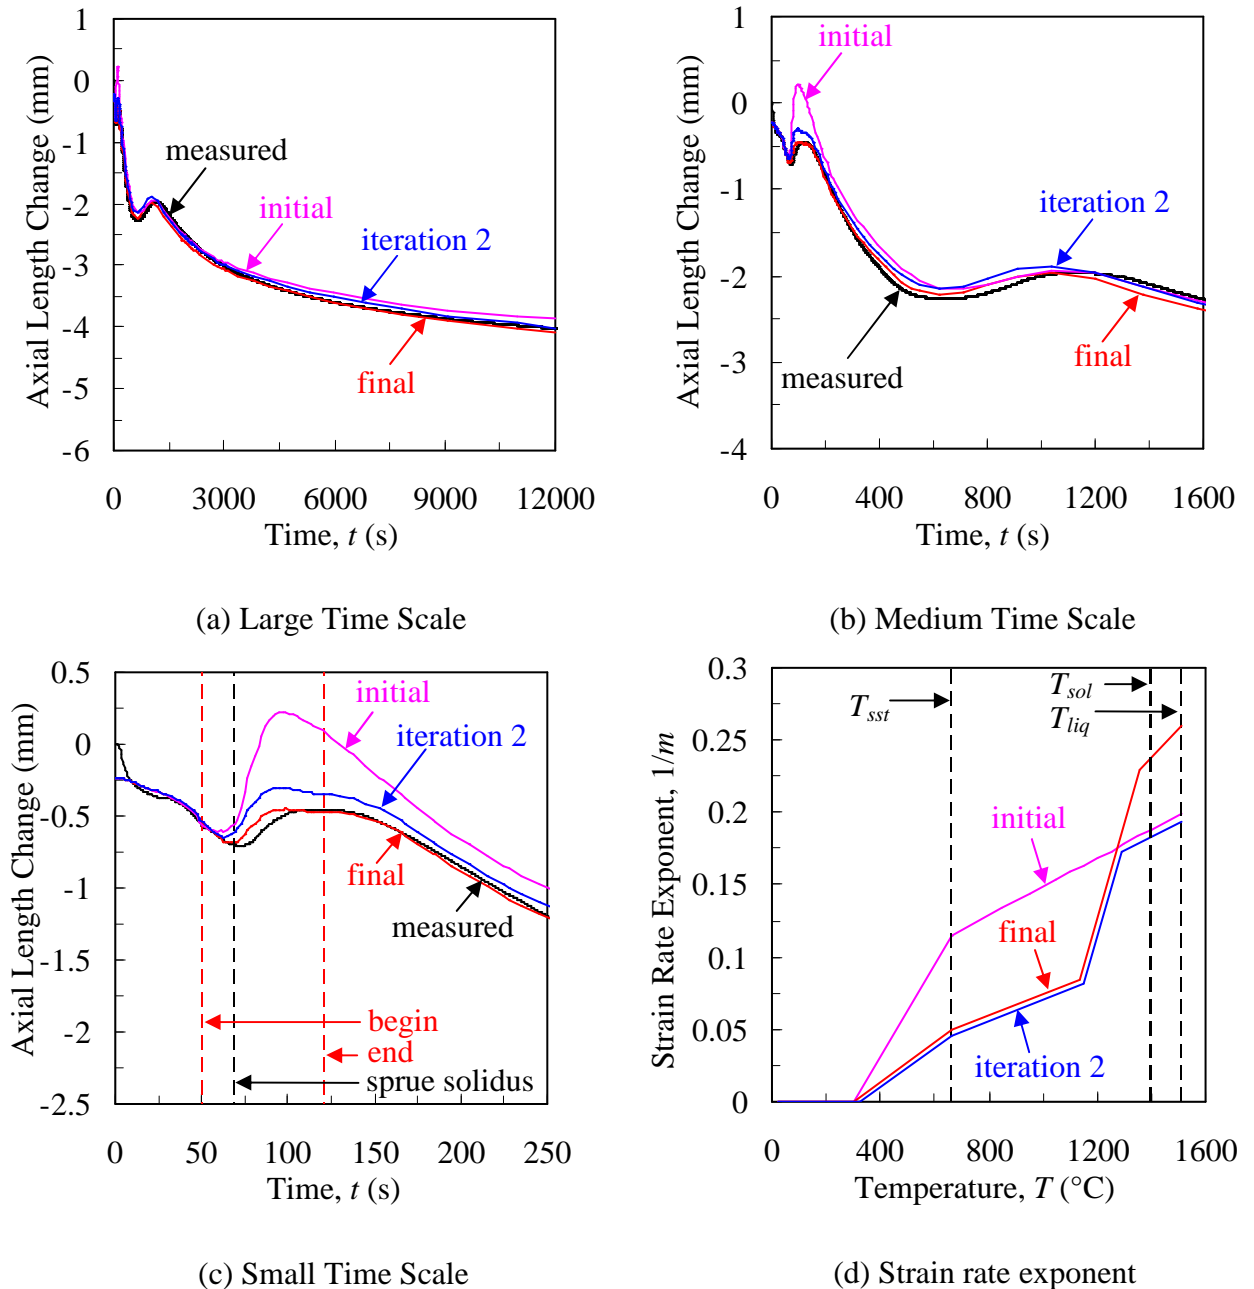 Axial Length Change (mm)
1
0
-1
-2
-3
-4
-5
-6
measured
initial
iteration 2
final
0 3000 6000 9000 12000
Time, t (s)
(a) Large Time Scale
Axial Length Change (mm)
1
0
-1
-2
-3
-4
initial
iteration 2
measured
final
0 400 800 1200 1600
Time, t (s)
(b) Medium Time Scale
Axial Length Change (mm)
0.5
0
-0.5
-1
-1.5
-2
-2.5
initial
iteration 2
final
measured
begin
end
sprue solidus
0 50 100 150 200 250
Time, t (s)
(c) Small Time Scale
Strain Rate Exponent, 1/m
0.3
0.25
0.2
0.15
0.1
0.05
0
Tsst
Tsol
Tliq
initial
final
iteration 2
0 400 800 1200 1600
Temperature, T (°C)
(d) Strain rate exponent